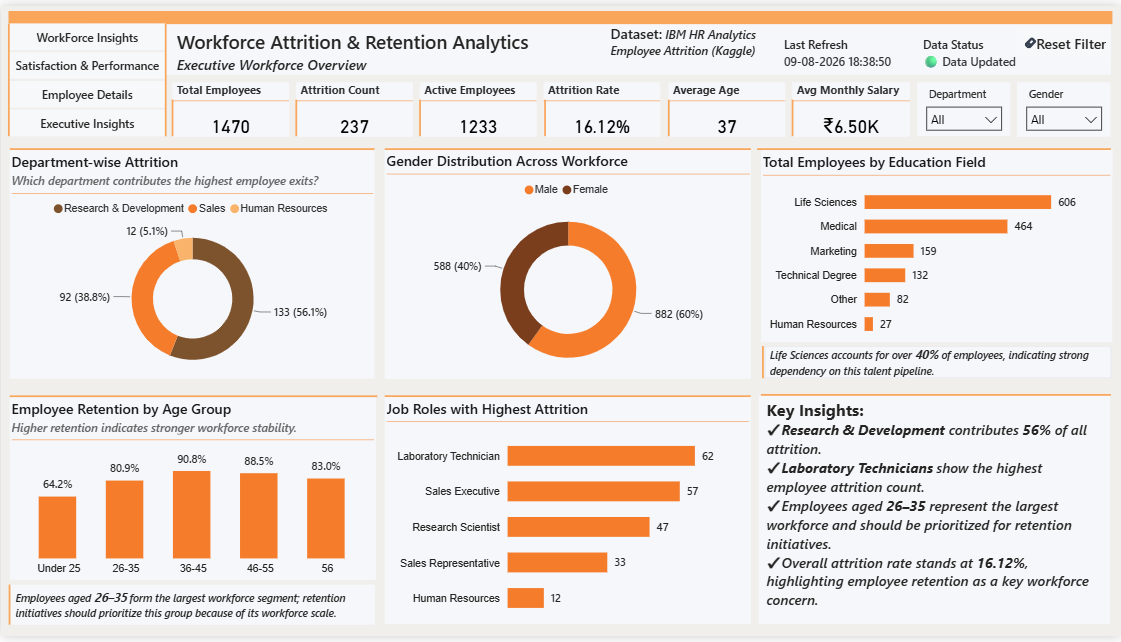 WorkForce Insights
Satisfaction & Performance
Employee Details
Executive Insights
Workforce Attrition & Retention Analytics
Executive Workforce Overview
Dataset: IBM HR Analytics
Employee Attrition (Kaggle)
Last Refresh
09-08-2026 18:38:50
Data Status
Data Updated
Reset Filter
Total Employees
1470
Attrition Count
237
Active Employees
1233
Attrition Rate
16.12%
Average Age
37
Avg Monthly Salary
₹6.50K
Department
All
Gender
All
Department-wise Attrition
Which department contributes the highest employee exits?
Research & Development Sales Human Resources
12 (5.1%)
92 (38.8%)
133 (56.1%)
Gender Distribution Across Workforce
Male Female
588 (40%)
882 (60%)
Total Employees by Education Field
Life Sciences 606
Medical 464
Marketing 159
Technical Degree 132
Other 82
Human Resources 27
Life Sciences accounts for over 40% of employees, indicating strong
dependency on this talent pipeline.
Employee Retention by Age Group
Higher retention indicates stronger workforce stability.
64.2% 80.9% 90.8% 88.5% 83.0%
Under 25 26-35 36-45 46-55 56
Employees aged 26–35 form the largest workforce segment; retention
initiatives should prioritize this group because of its workforce scale.
Job Roles with Highest Attrition
Laboratory Technician 62
Sales Executive 57
Research Scientist 47
Sales Representative 33
Human Resources 12
Key Insights:
✓Research & Development contributes 56% of all
attrition.
✓Laboratory Technicians show the highest
employee attrition count.
✓Employees aged 26–35 represent the largest
workforce and should be prioritized for retention
initiatives.
✓Overall attrition rate stands at 16.12%,
highlighting employee retention as a key workforce
concern.